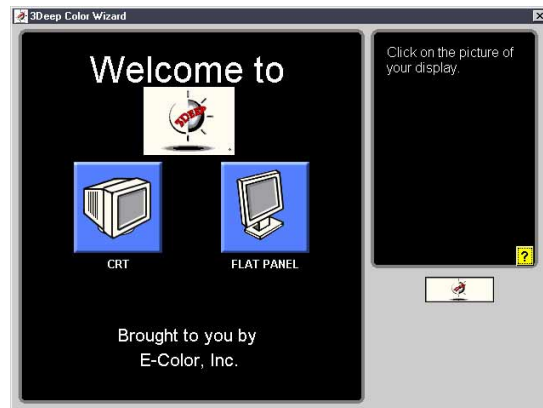 3Deep Color Wizard
Welcome to
3DEEP
CRT
FLAT PANEL
Brought to you by
E-Color, Inc.
Click on the picture of
your display.
?